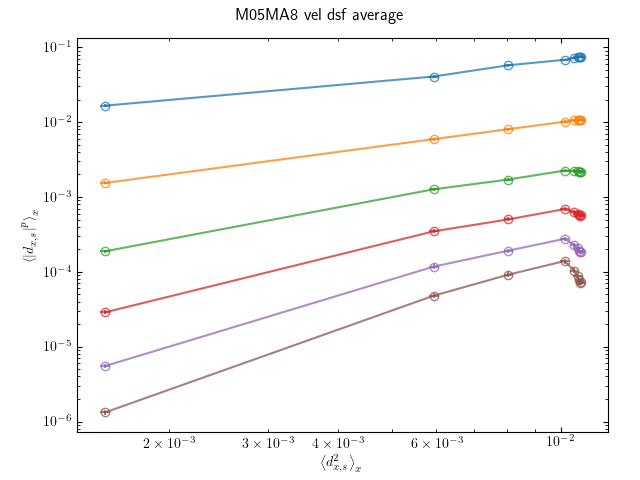 M05MA8 vel dsf average
10⁻¹
10⁻²
10⁻³
10⁻⁴
10⁻⁵
10⁻⁶
⟨|d_{x,s}|^p⟩_x
2 × 10⁻³
3 × 10⁻³
4 × 10⁻³
6 × 10⁻³
10⁻²
⟨d²_{x,s}⟩_x